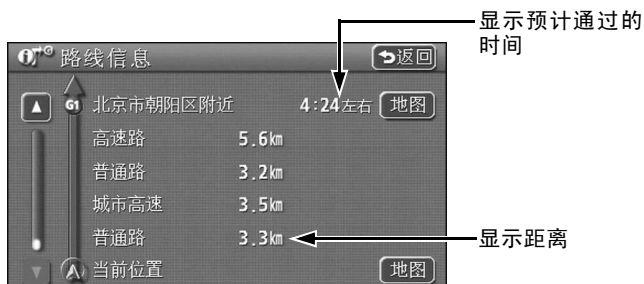 显示预计通过的
时间
路线信息
返回
G1 北京市朝阳区附近 4:24左右 地图
高速路 5.6km
普通路 3.2km
城市高速 3.5km
普通路 3.3km
显示距离
当前位置 地图